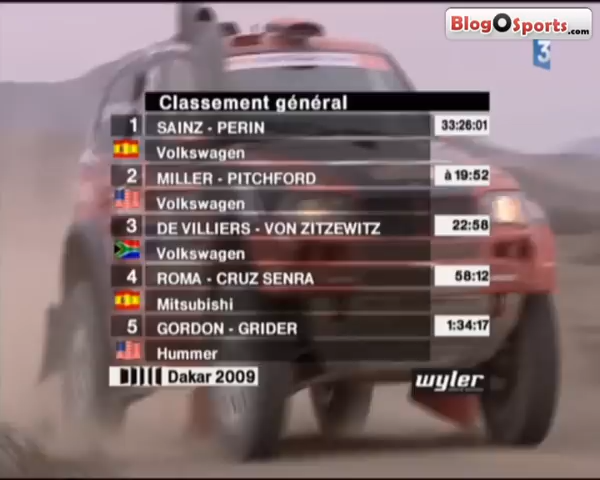 BlogOSports.com
3
Classement général
1 SAINZ - PERIN 33:26:01
Volkswagen
2 MILLER - PITCHFORD à 19:52
Volkswagen
3 DE VILLIERS - VON ZITZEWITZ 22:58
Volkswagen
4 ROMA - CRUZ SENRA 58:12
Mitsubishi
5 GORDON - GRIDER 1:34:17
Hummer
Dakar 2009 wyler